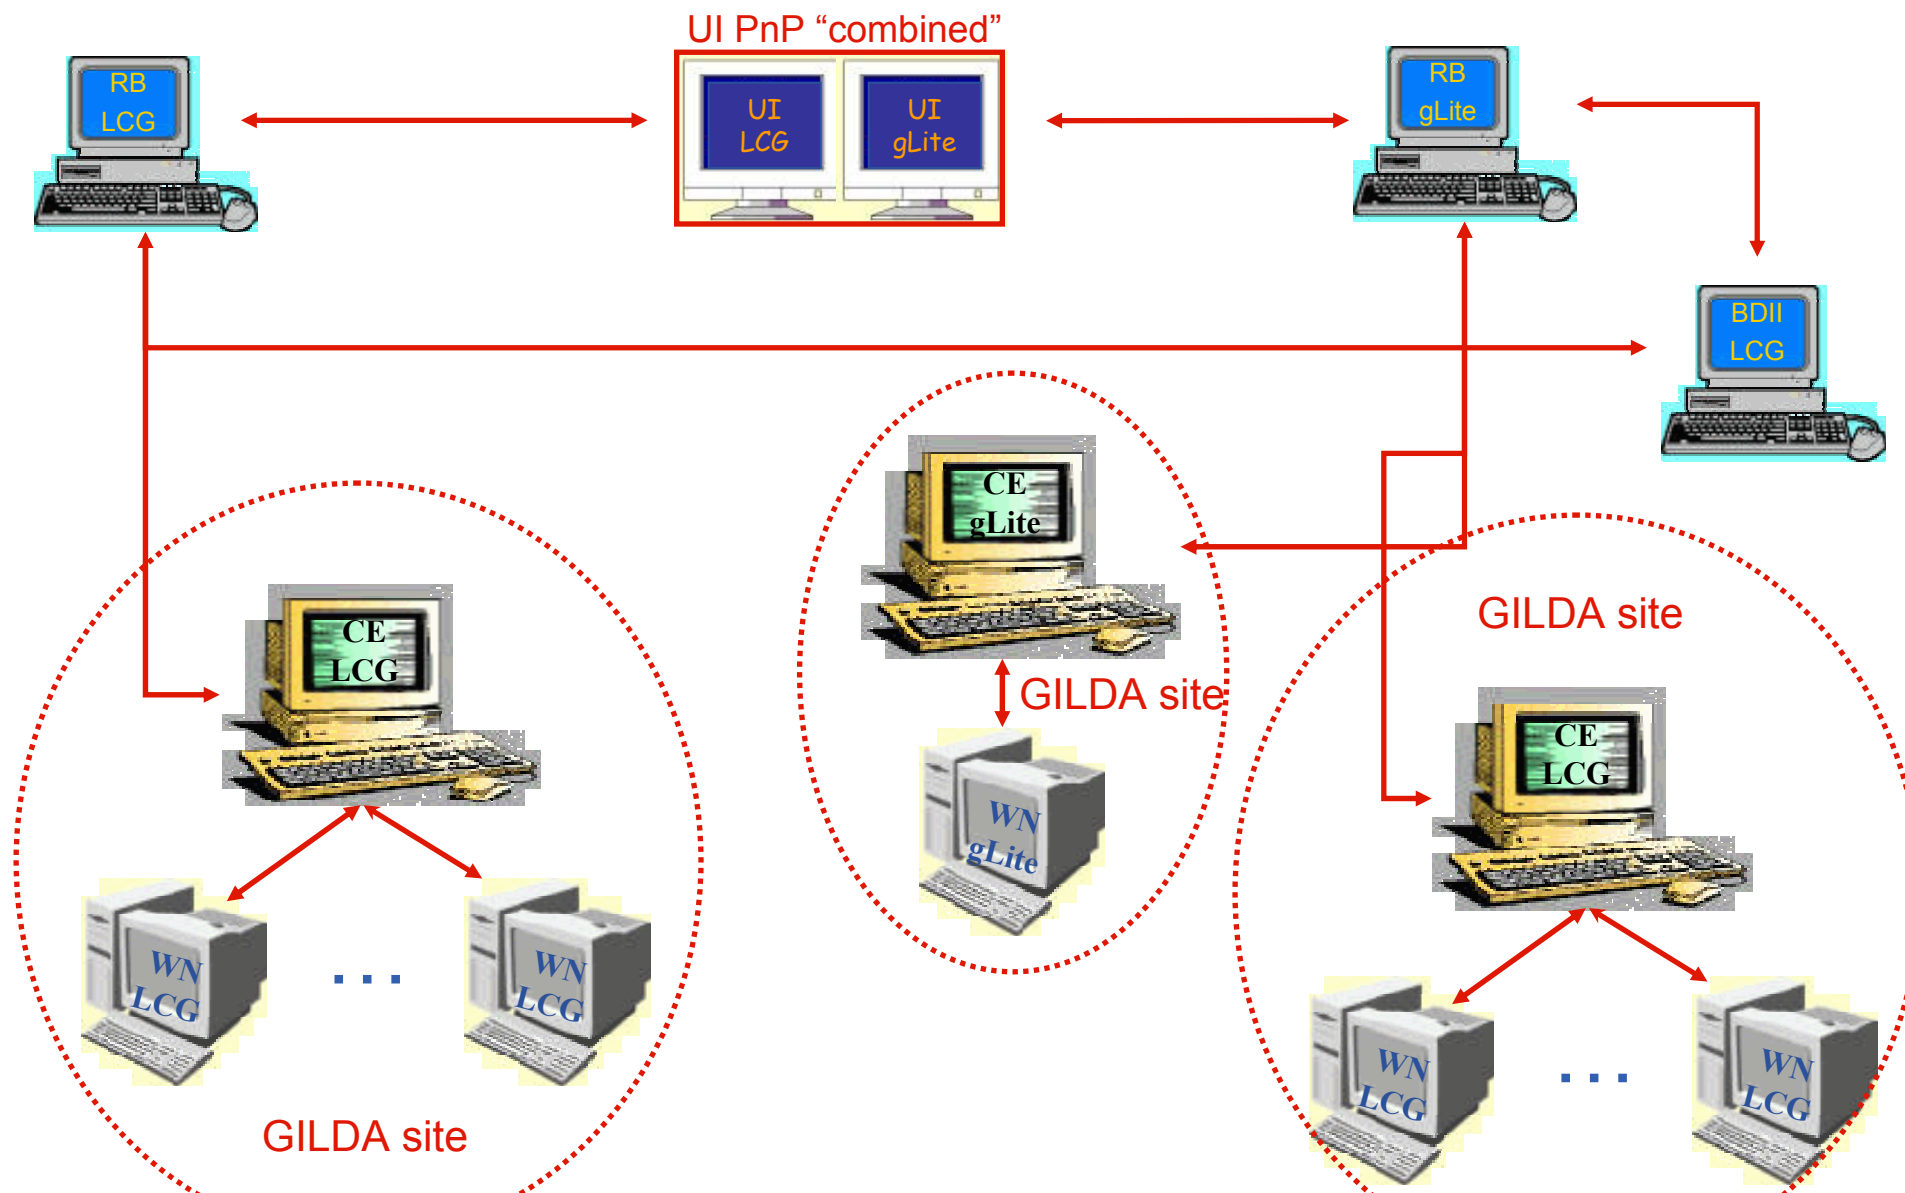 UI PnP “combined”
RB
LCG
UI
LCG
UI
gLite
RB
gLite
BDII
LCG
CE
gLite
GILDA site
WN
gLite
CE
LCG
WN
LCG
. . .
WN
LCG
GILDA site
GILDA site
CE
LCG
WN
LCG
. . .
WN
LCG